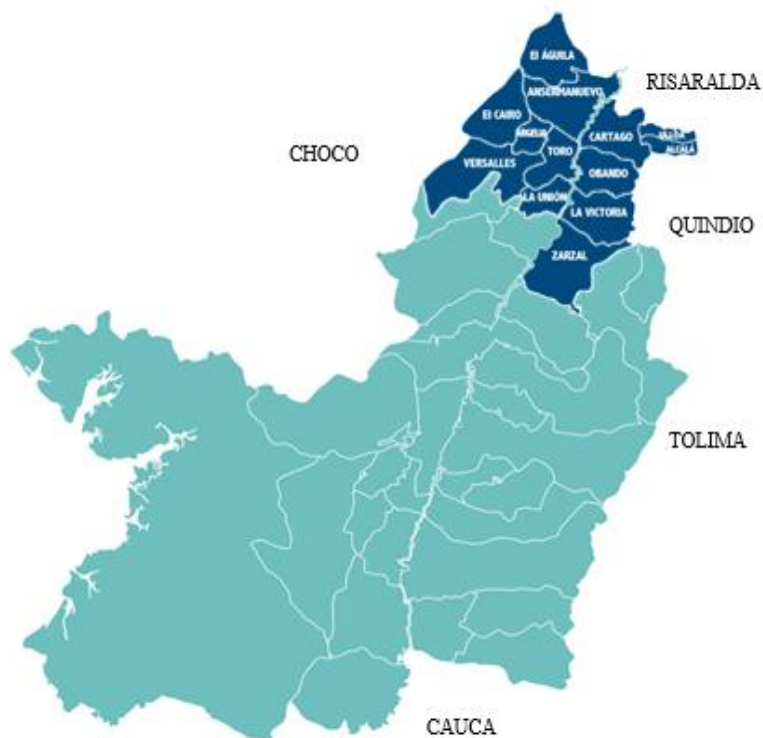 El ÁGUILA
RISARALDA
ANSERMANUEVO
El CAIRO
ARGELIA
CARTAGO
ULLOA
ALCALÁ
CHOCO
TORO
VERSALLES
OBANDO
LA UNIÓN
LA VICTORIA
QUINDIO
ZARZAL
TOLIMA
CAUCA